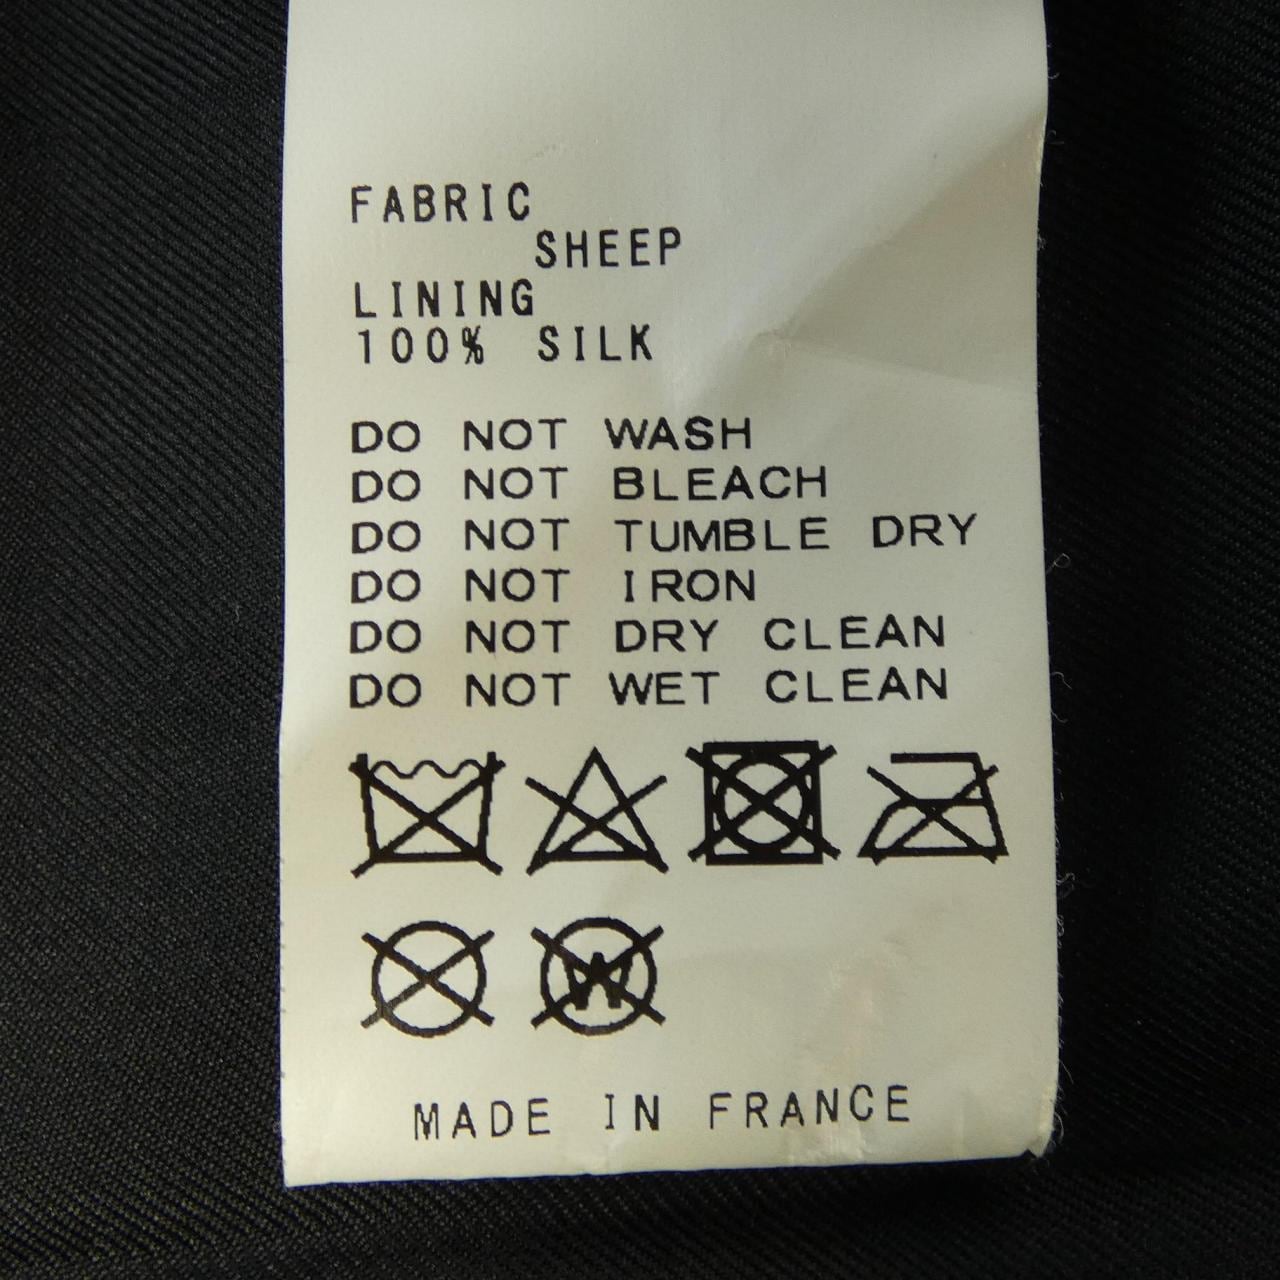 FABRIC
SHEEP
LINING
100% SILK
DO NOT WASH
DO NOT BLEACH
DO NOT TUMBLE DRY
DO NOT IRON
DO NOT DRY CLEAN
DO NOT WET CLEAN
W
MADE IN FRANCE